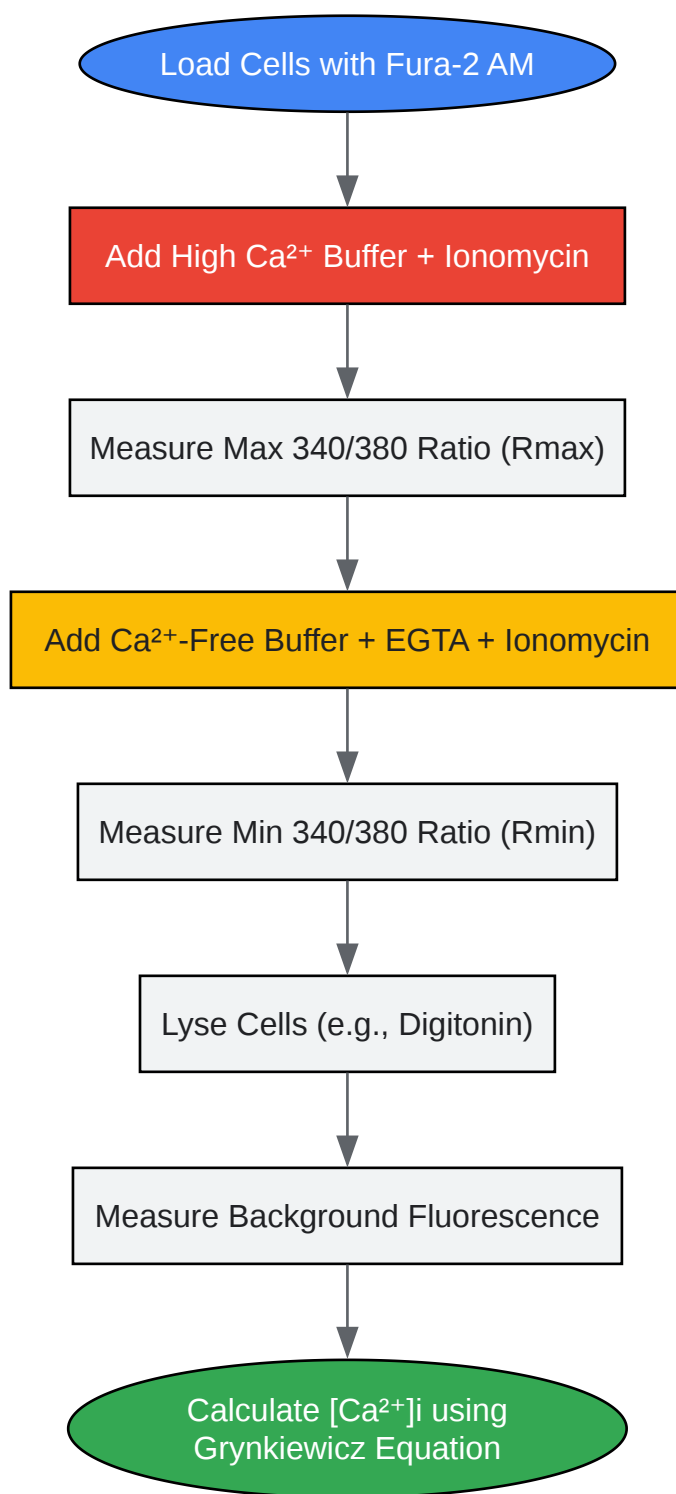 Load Cells with Fura-2 AM
Add High Ca²⁺ Buffer + Ionomycin
Measure Max 340/380 Ratio (Rmax)
Add Ca²⁺-Free Buffer + EGTA + Ionomycin
Measure Min 340/380 Ratio (Rmin)
Lyse Cells (e.g., Digitonin)
Measure Background Fluorescence
Calculate [Ca²⁺]i using
Grynkiewicz Equation